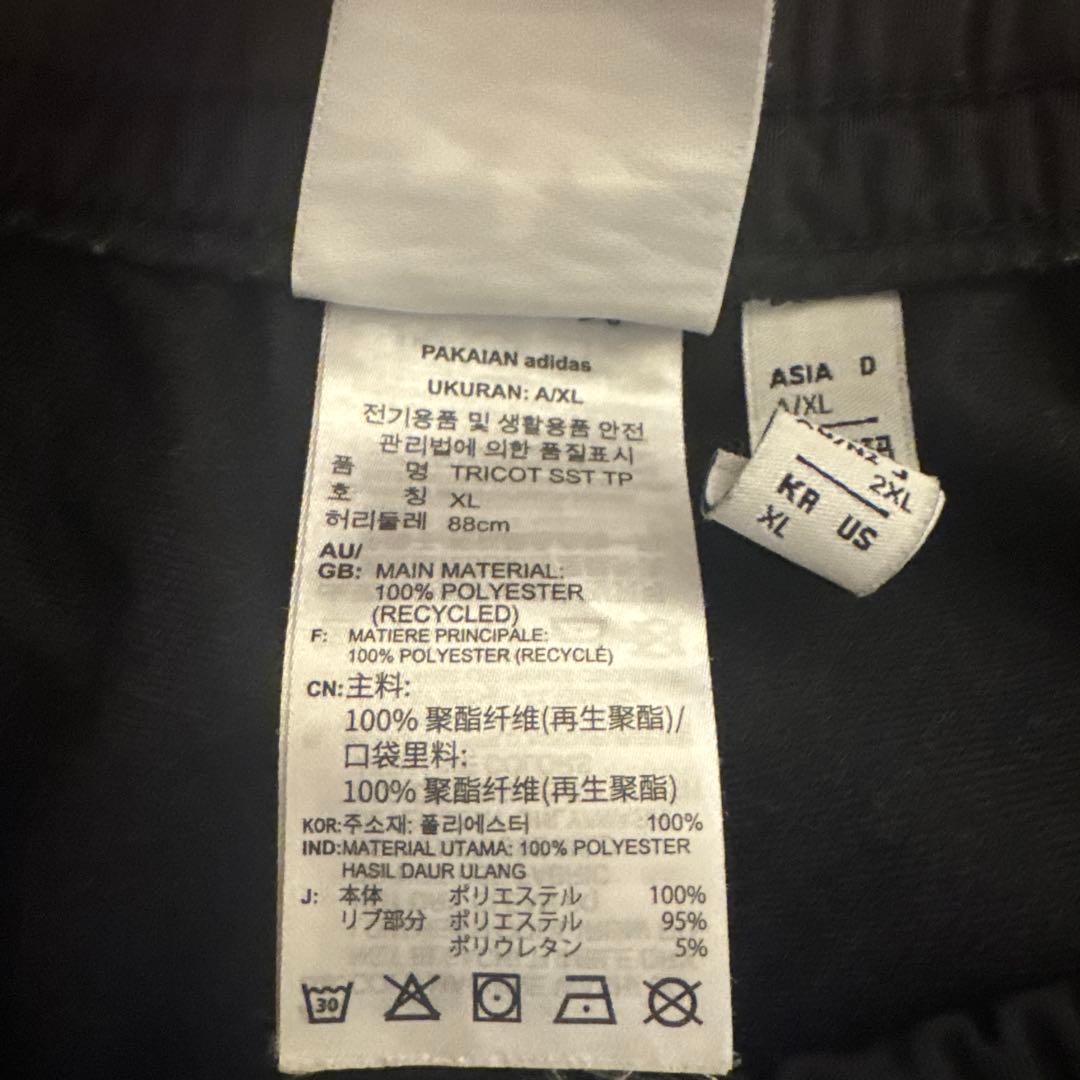 PAKAIAN adidas
UKURAN: A/XL
전기용품 및 생활용품 안전
관리법에 의한 품질표시
품 명 TRICOT SST TP
호 칭 XL
허리둘레 88cm
AU/
GB: MAIN MATERIAL:
100% POLYESTER
(RECYCLED)
F: MATIERE PRINCIPALE:
100% POLYESTER (RECYCLÉ)
CN:主料:
100% 聚酯纤维(再生聚酯)/
口袋里料:
100% 聚酯纤维(再生聚酯)
KOR:주소재: 폴리에스터 100%
IND:MATERIAL UTAMA: 100% POLYESTER
HASIL DAUR ULANG
J: 本体 ポリエステル 100%
リブ部分 ポリエステル 95%
ポリウレタン 5%
30
ASIA D
A/XL
2XL
KR US
XL